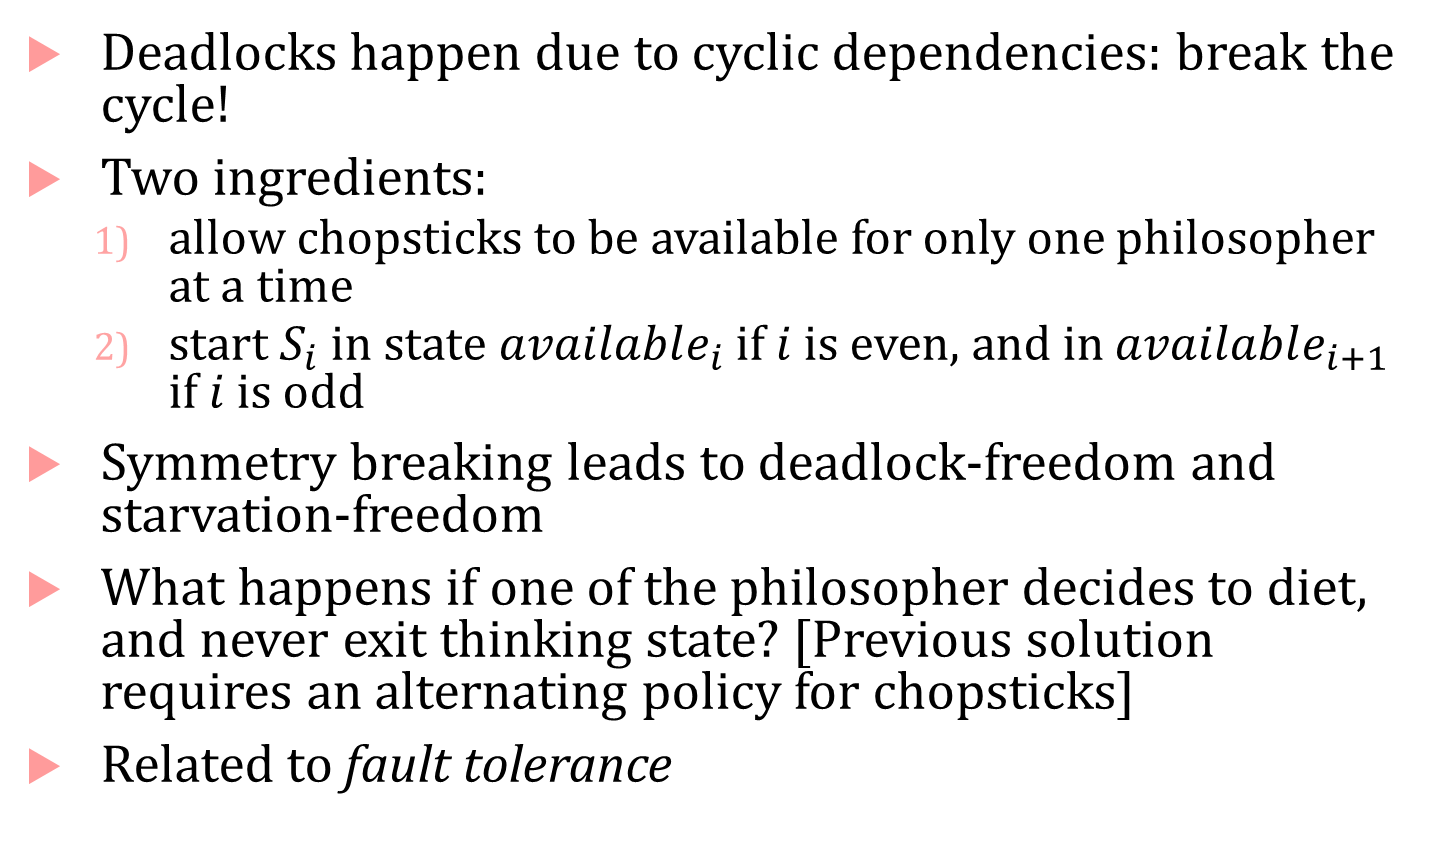 Deadlocks happen due to cyclic dependencies: break the
cycle!
Two ingredients:
1) allow chopsticks to be available for only one philosopher
at a time
2) start Sᵢ in state availableᵢ if i is even, and in availableᵢ₊₁
if i is odd
Symmetry breaking leads to deadlock-freedom and
starvation-freedom
What happens if one of the philosopher decides to diet,
and never exit thinking state? [Previous solution
requires an alternating policy for chopsticks]
Related to fault tolerance